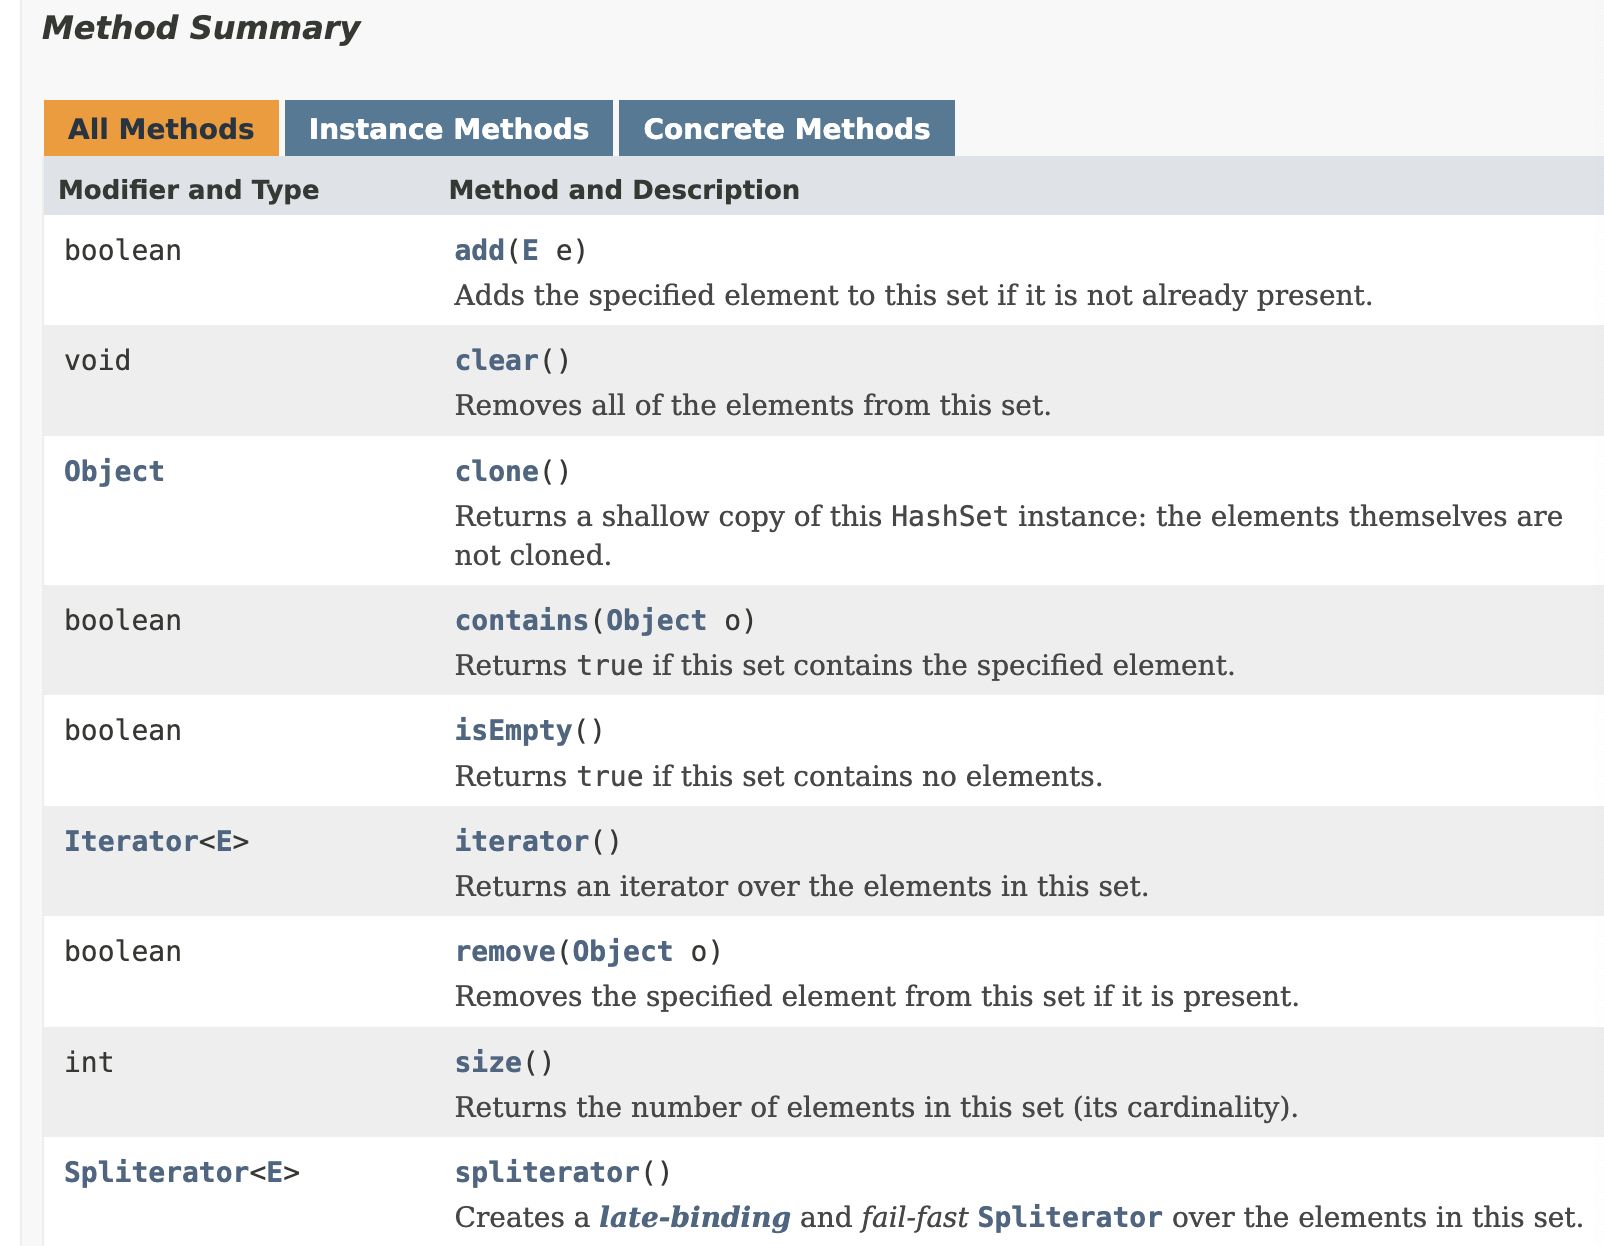 Method Summary
All Methods Instance Methods Concrete Methods
Modifier and Type Method and Description
boolean add(E e)
Adds the specified element to this set if it is not already present.
void clear()
Removes all of the elements from this set.
Object clone()
Returns a shallow copy of this HashSet instance: the elements themselves are
not cloned.
boolean contains(Object o)
Returns true if this set contains the specified element.
boolean isEmpty()
Returns true if this set contains no elements.
Iterator<E> iterator()
Returns an iterator over the elements in this set.
boolean remove(Object o)
Removes the specified element from this set if it is present.
int size()
Returns the number of elements in this set (its cardinality).
Spliterator<E> spliterator()
Creates a late-binding and fail-fast Spliterator over the elements in this set.